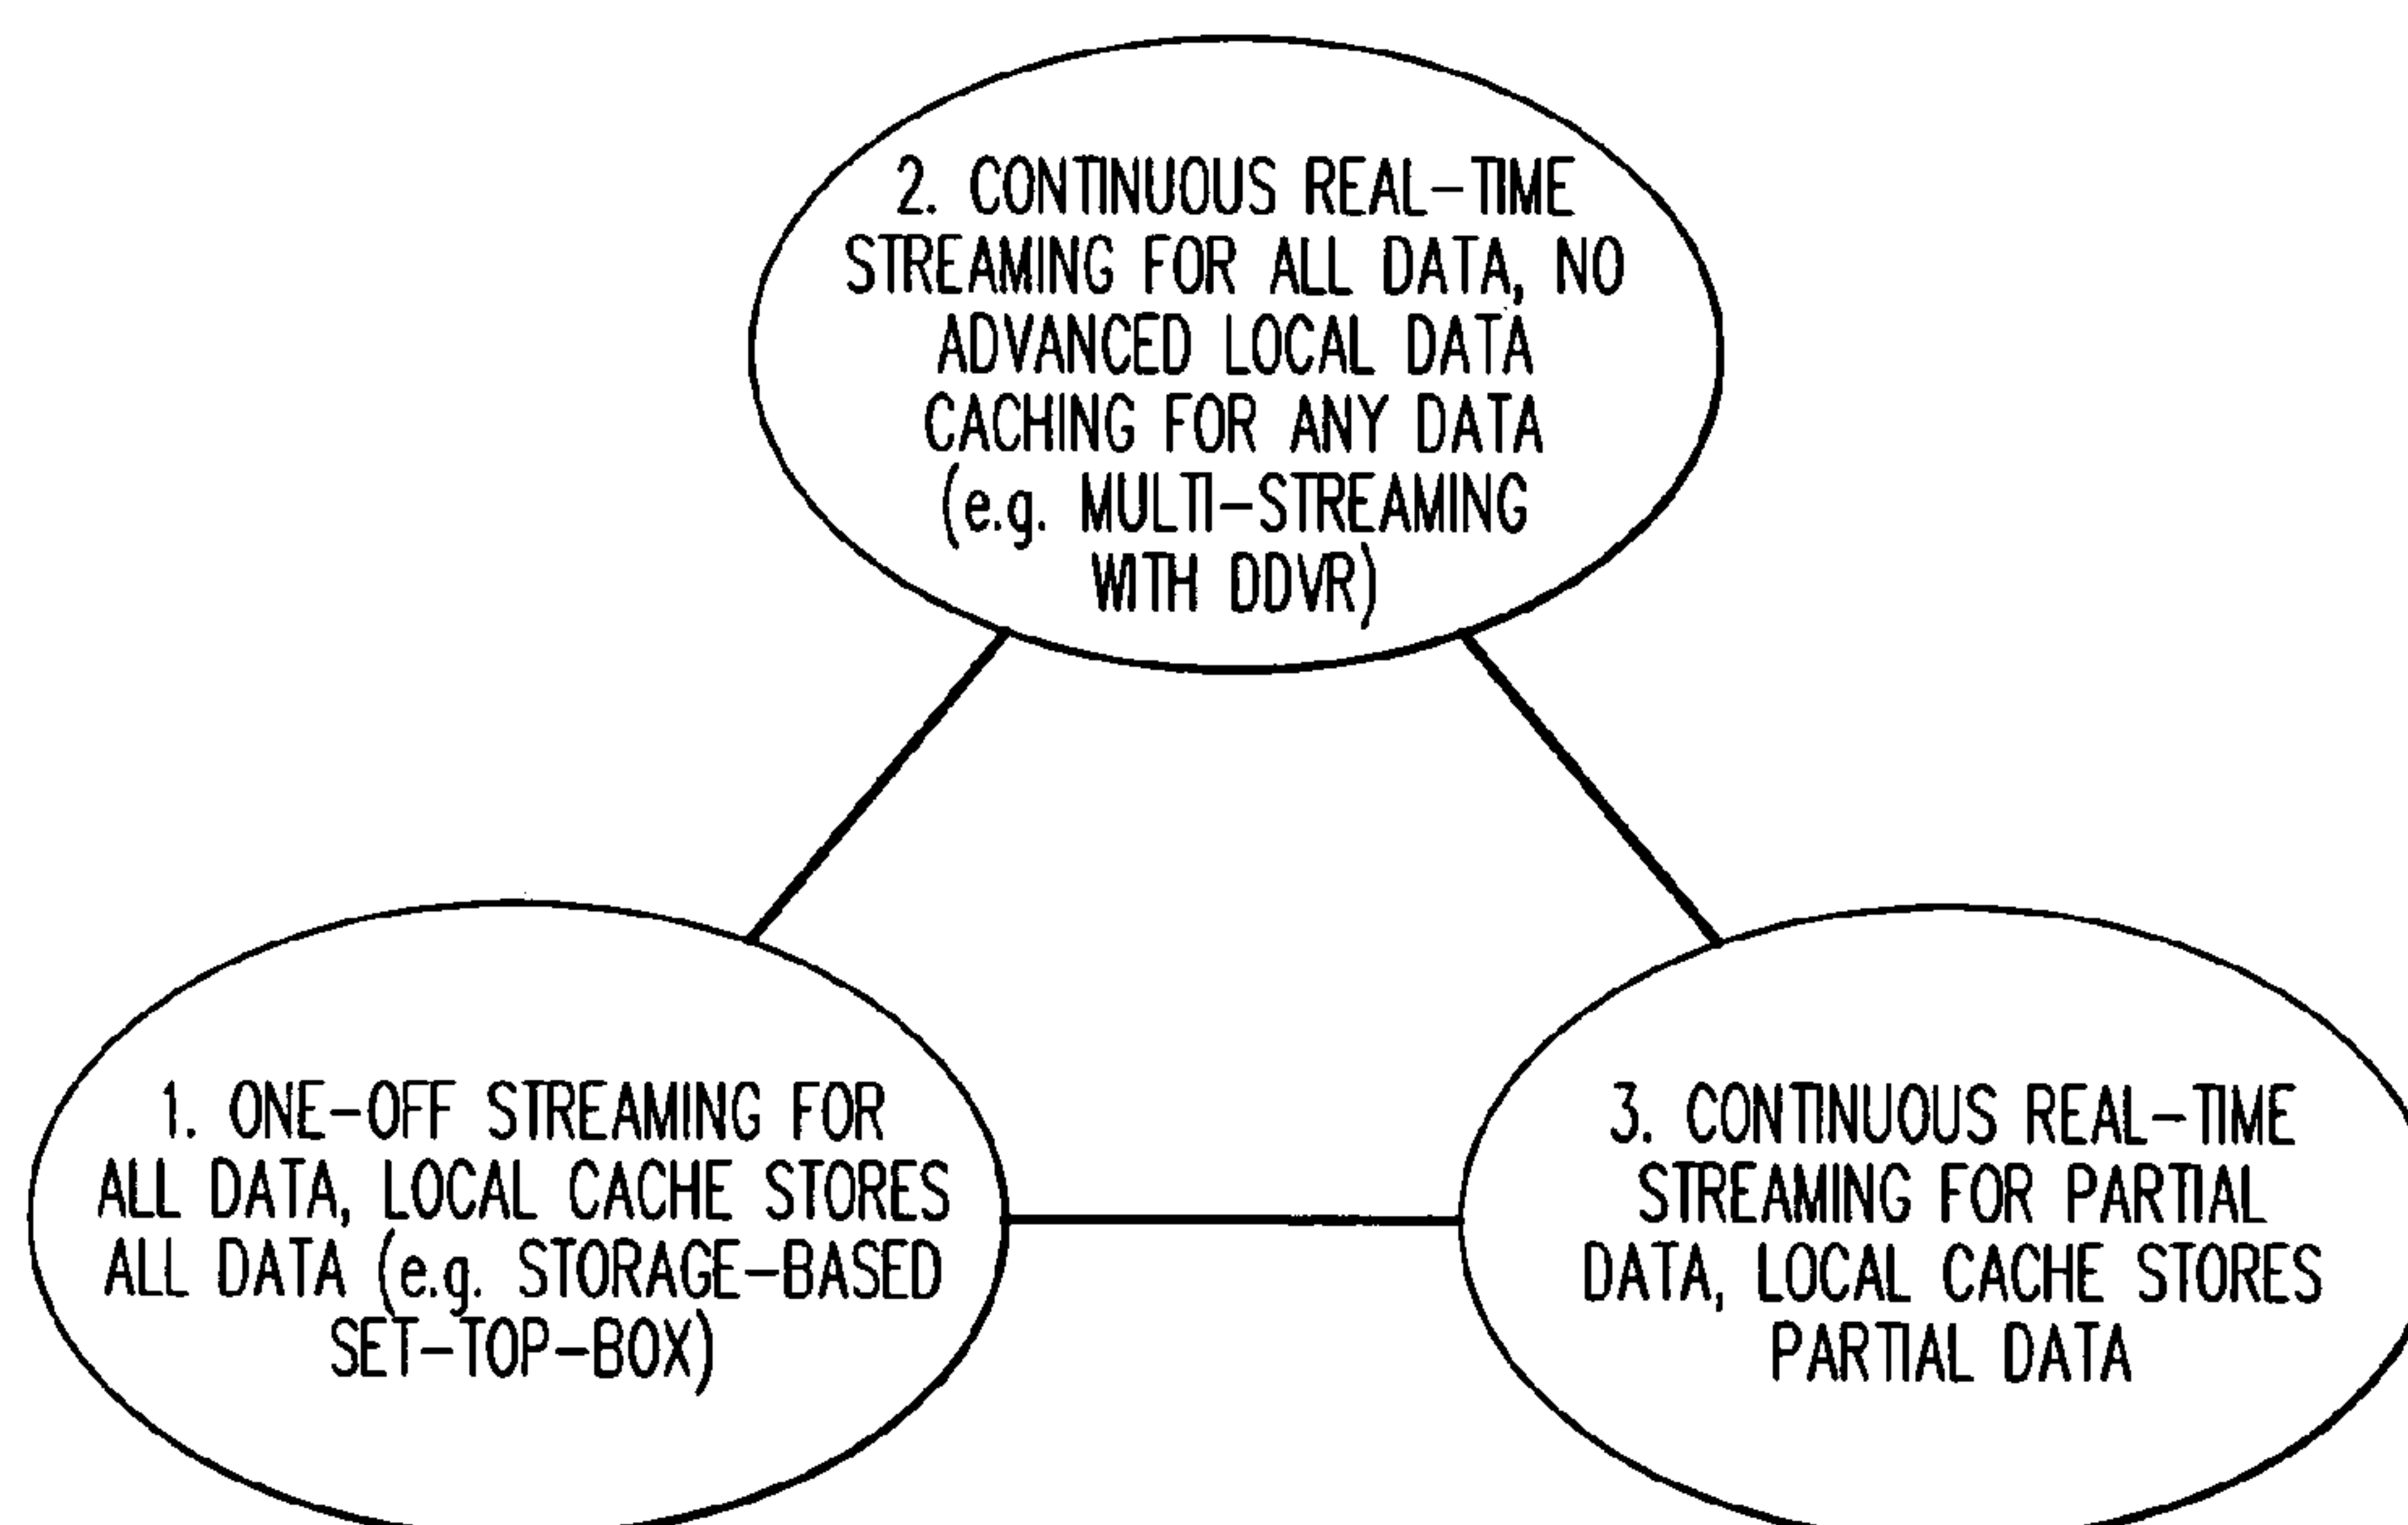 2. CONTINUOUS REAL-TIME
STREAMING FOR ALL DATA, NO
ADVANCED LOCAL DATA
CACHING FOR ANY DATA
(e.g. MULTI-STREAMING
WITH DDVR)
1. ONE-OFF STREAMING FOR
ALL DATA, LOCAL CACHE STORES
ALL DATA (e.g. STORAGE-BASED
SET-TOP-BOX)
3. CONTINUOUS REAL-TIME
STREAMING FOR PARTIAL
DATA, LOCAL CACHE STORES
PARTIAL DATA